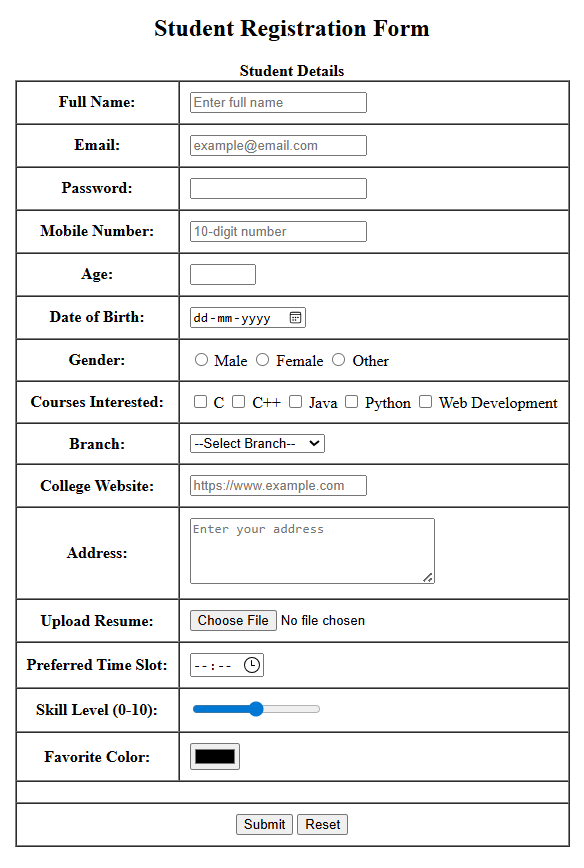 Student Registration Form
Student Details
Full Name: Enter full name
Email: example@email.com
Password:
Mobile Number: 10-digit number
Age:
Date of Birth: dd-mm-yyyy
Gender: Male Female Other
Courses Interested: C C++ Java Python Web Development
Branch: --Select Branch--
College Website: https://www.example.com
Address: Enter your address
Upload Resume: Choose File No file chosen
Preferred Time Slot: --:--
Skill Level (0-10):
Favorite Color:
Submit Reset